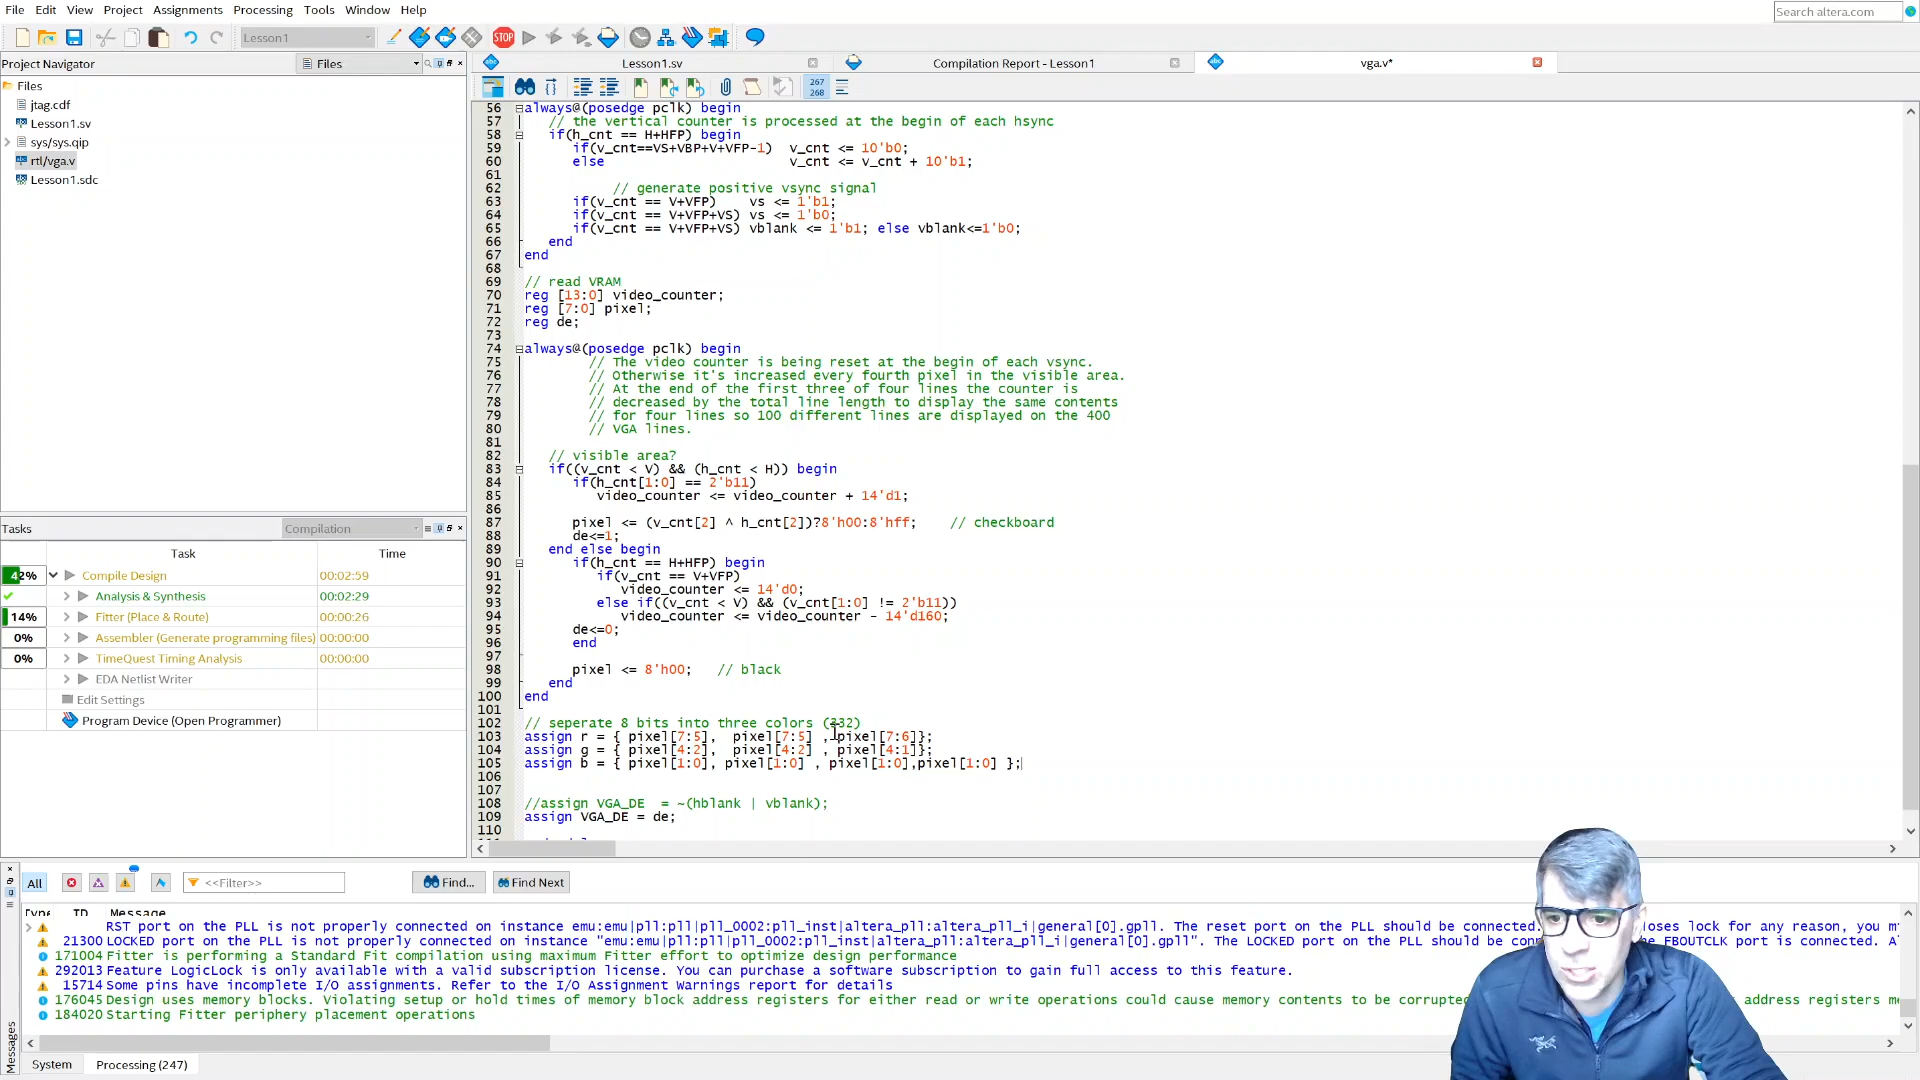 File Edit View Project Assignments Processing Tools Window Help
Search altera.com
Lesson1
Project Navigator
Files
Lesson1.sv
Compilation Report - Lesson1
vga.v*
267
268
Files
jtag.cdf
Lesson1.sv
sys/sys.qip
rtl/vga.v
Lesson1.sdc
56 always@(posedge pclk) begin
57 // the vertical counter is processed at the begin of each hsync
58 if(h_cnt == H+HFP) begin
59 if(v_cnt==VS+VBP+V+VFP-1) v_cnt <= 10'b0;
60 else v_cnt <= v_cnt + 10'b1;
61
62 // generate positive vsync signal
63 if(v_cnt == V+VFP) vs <= 1'b1;
64 if(v_cnt == V+VFP+VS) vs <= 1'b0;
65 if(v_cnt == V+VFP+VS) vblank <= 1'b1; else vblank<=1'b0;
66 end
67 end
68
69 // read VRAM
70 reg [13:0] video_counter;
71 reg [7:0] pixel;
72 reg de;
73
74 always@(posedge pclk) begin
75 // The video counter is being reset at the begin of each vsync.
76 // Otherwise it's increased every fourth pixel in the visible area.
77 // At the end of the first three of four lines the counter is
78 // decreased by the total line length to display the same contents
79 // for four lines so 100 different lines are displayed on the 400
80 // VGA lines.
81
82 // visible area?
83 if((v_cnt < V) && (h_cnt < H)) begin
84 if(h_cnt[1:0] == 2'b11)
85 video_counter <= video_counter + 14'd1;
86
87 pixel <= (v_cnt[2] ^ h_cnt[2])?8'h00:8'hff; // checkboard
88 de<=1;
89 end else begin
90 if(h_cnt == H+HFP) begin
91 if(v_cnt == V+VFP)
92 video_counter <= 14'd0;
93 else if((v_cnt < V) && (v_cnt[1:0] != 2'b11))
94 video_counter <= video_counter - 14'd160;
95 de<=0;
96 end
97
98 pixel <= 8'h00; // black
99 end
100 end
101
102 // seperate 8 bits into three colors (332)
103 assign r = { pixel[7:5], pixel[7:5] , pixel[7:6]};
104 assign g = { pixel[4:2], pixel[4:2] , pixel[4:1]};
105 assign b = { pixel[1:0], pixel[1:0] , pixel[1:0],pixel[1:0] };
106
107
108 //assign VGA_DE = ~(hblank | vblank);
109 assign VGA_DE = de;
110
Tasks
Compilation
Task Time
42% Compile Design 00:02:59
Analysis & Synthesis 00:02:29
14% Fitter (Place & Route) 00:00:26
0% Assembler (Generate programming files) 00:00:00
0% TimeQuest Timing Analysis 00:00:00
EDA Netlist Writer
Edit Settings
Program Device (Open Programmer)
All
<<Filter>>
Find...
Find Next
Type ID Message
RST port on the PLL is not properly connected on instance emu:emu|pll:pll|pll_0002:pll_inst|altera_pll:altera_pll_i|general[0].gpll. The reset port on the PLL should be connected. loses lock for any reason, you m
21300 LOCKED port on the PLL is not properly connected on instance "emu:emu|pll:pll|pll_0002:pll_inst|altera_pll:altera_pll_i|general[0].gpll". The LOCKED port on the PLL should be con the FBOUTCLK port is connected. Al
171004 Fitter is performing a Standard Fit compilation using maximum Fitter effort to optimize design performance
292013 Feature LogicLock is only available with a valid subscription license. You can purchase a software subscription to gain full access to this feature.
15714 Some pins have incomplete I/O assignments. Refer to the I/O Assignment Warnings report for details
176045 Design uses memory blocks. Violating setup or hold times of memory block address registers for either read or write operations could cause memory contents to be corrupted address registers me
184020 Starting Fitter periphery placement operations
Messages
System
Processing (247)